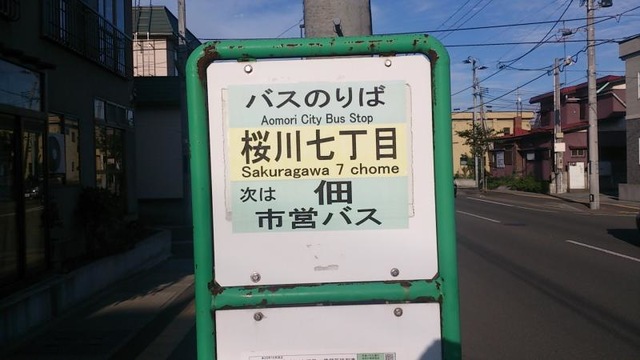 バスのりば
Aomori City Bus Stop
桜川七丁目
Sakuragawa 7 chome
次は 佃
市営バス